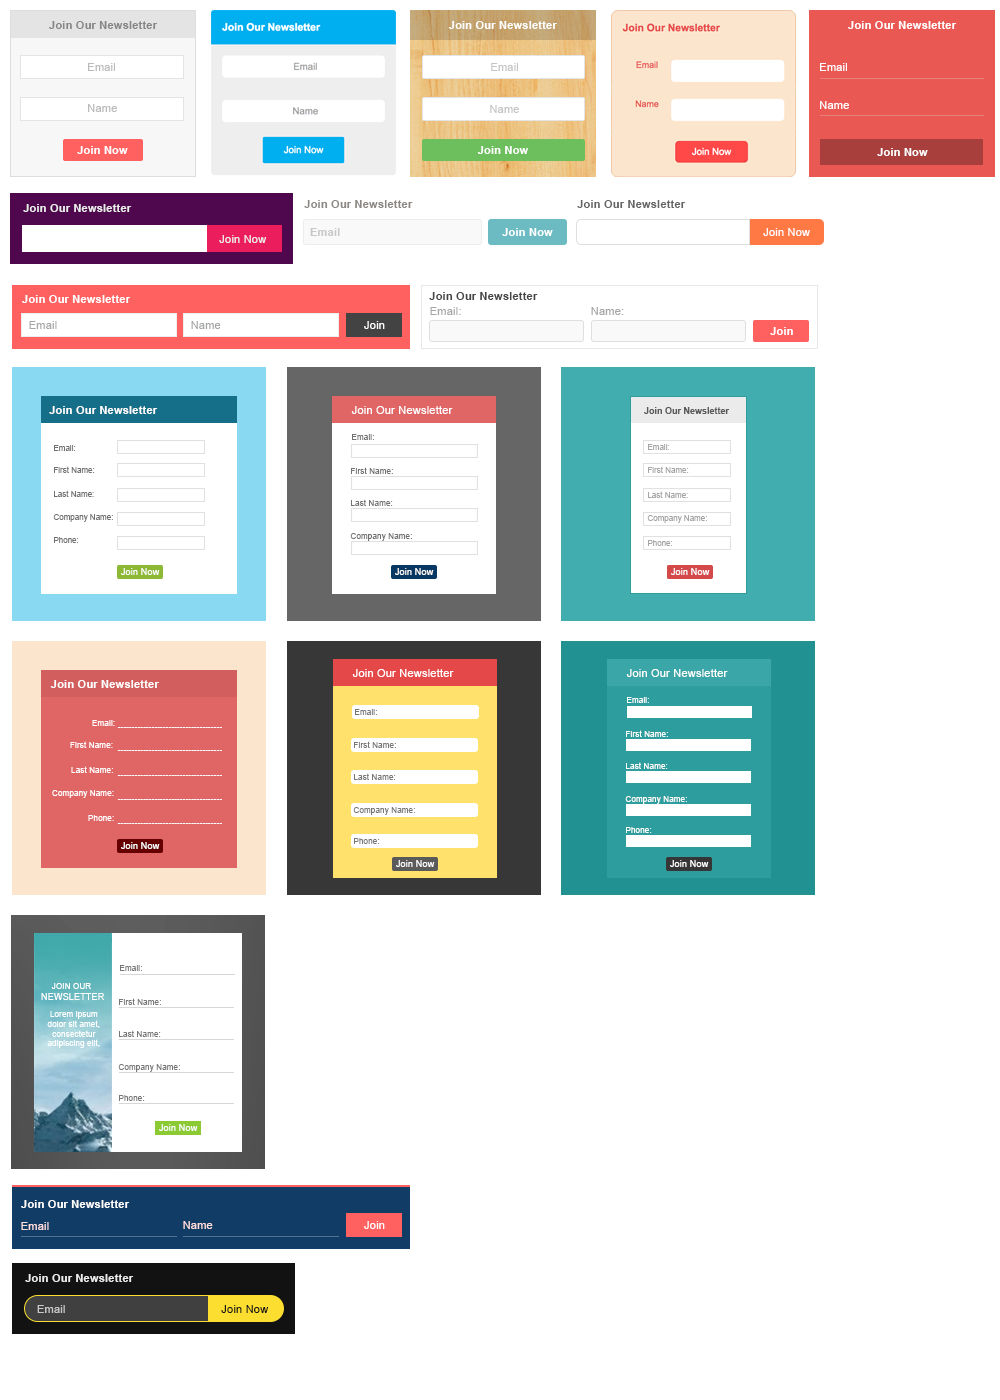 Join Our Newsletter
Email
Name
Join Now
Join Our Newsletter
Email
Name
Join Now
Join Our Newsletter
Email
Name
Join Now
Join Our Newsletter
Email
Name
Join Now
Join Our Newsletter
Email
Name
Join Now
Join Our Newsletter
Join Now
Join Our Newsletter
Email
Join Now
Join Our Newsletter
Join Now
Join Our Newsletter
Email
Name
Join
Join Our Newsletter
Email:
Name:
Join
Join Our Newsletter
Email:
First Name:
Last Name:
Company Name:
Phone:
Join Now
Join Our Newsletter
Email:
First Name:
Last Name:
Company Name:
Join Now
Join Our Newsletter
Email:
First Name:
Last Name:
Company Name:
Phone:
Join Now
Join Our Newsletter
Email:
First Name:
Last Name:
Company Name:
Phone:
Join Now
Join Our Newsletter
Email:
First Name:
Last Name:
Company Name:
Phone:
Join Now
Join Our Newsletter
Email:
First Name:
Last Name:
Company Name:
Phone:
Join Now
JOIN OUR
NEWSLETTER
Lorem ipsum
dolor sit amet,
consectetur
adipiscing elit,
Email:
First Name:
Last Name:
Company Name:
Phone:
Join Now
Join Our Newsletter
Email
Name
Join
Join Our Newsletter
Email
Join Now